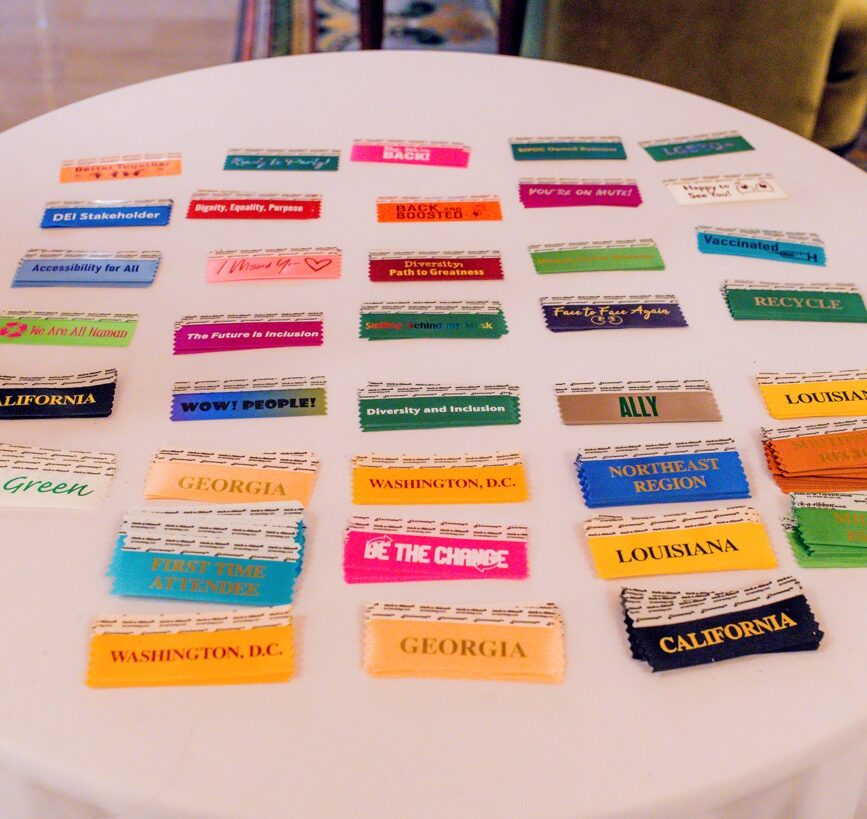 Better Together
Ready to Party!
BACK!
BIPOC Owned Business
LGBTQ+
DEI Stakeholder
Dignity, Equality, Purpose
BACK AND
BOOSTED
YOU'RE ON MUTE!
Happy to
See You!
Accessibility for All
Diversity:
Path to Greatness
Vaccinated
We Are All Human
The Future is Inclusion
Smiling Behind my Mask
Face to Face Again
RECYCLE
ALIFORNIA
WOW! PEOPLE!
Diversity and Inclusion
ALLY
LOUISIAN
Green
GEORGIA
WASHINGTON, D.C.
NORTHEAST
REGION
FIRST TIME
ATTENDEE
BE THE CHANGE
LOUISIANA
WASHINGTON, D.C.
GEORGIA
CALIFORNIA